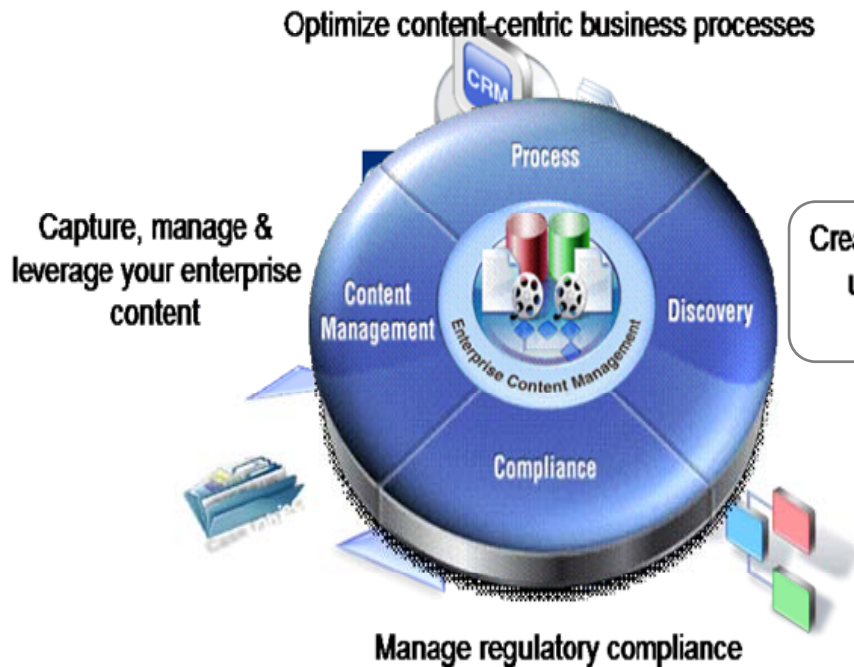 Optimize content-centric business processes
CRM
Process
Capture, manage &
leverage your enterprise
content
Content
Management
Discovery
Enterprise Content Management
Compliance
Manage regulatory compliance